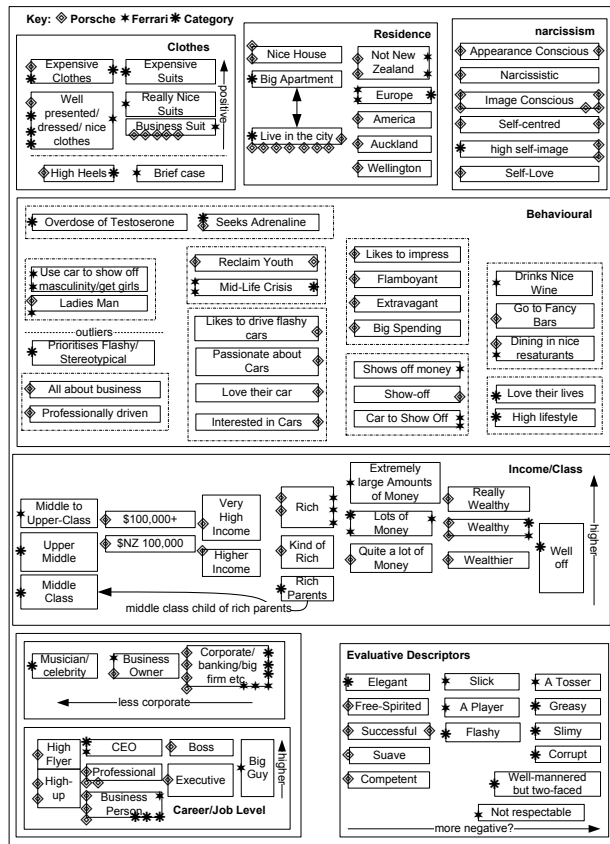 Key: Porsche Ferrari Category
Clothes
Expensive
Clothes
Expensive
Suits
Well
presented/
dressed/ nice
clothes
Really Nice
Suits
Business Suit
positive
High Heels
Brief case
Residence
Nice House
Not New
Zealand
Big Apartment
Europe
America
Live in the city
Auckland
Wellington
narcissism
Appearance Conscious
Narcissistic
Image Conscious
Self-centred
high self-image
Self-Love
Behavioural
Overdose of Testoserone
Seeks Adrenaline
Use car to show off
masculinity/get girls
Ladies Man
outliers
Prioritises Flashy/
Stereotypical
All about business
Professionally driven
Reclaim Youth
Mid-Life Crisis
Likes to drive flashy
cars
Passionate about
Cars
Love their car
Interested in Cars
Likes to impress
Flamboyant
Extravagant
Big Spending
Shows off money
Show-off
Car to Show Off
Drinks Nice
Wine
Go to Fancy
Bars
Dining in nice
resaturants
Love their lives
High lifestyle
Income/Class
Middle to
Upper-Class
Upper
Middle
Middle
Class
$100,000+
$NZ 100,000
Very
High
Income
Higher
Income
Rich
Kind of
Rich
Rich
Parents
middle class child of rich parents
Extremely
large Amounts
of Money
Lots of
Money
Quite a lot of
Money
Really
Wealthy
Wealthy
Wealthier
Well
off
higher
Musician/
celebrity
Business
Owner
Corporate/
banking/big
firm etc
less corporate
High
Flyer
High-
up
CEO
Professional
Business
Person
Boss
Executive
Big
Guy
higher
Career/Job Level
Evaluative Descriptors
Elegant
Free-Spirited
Successful
Suave
Competent
Slick
A Player
Flashy
A Tosser
Greasy
Slimy
Corrupt
Well-mannered
but two-faced
Not respectable
more negative?